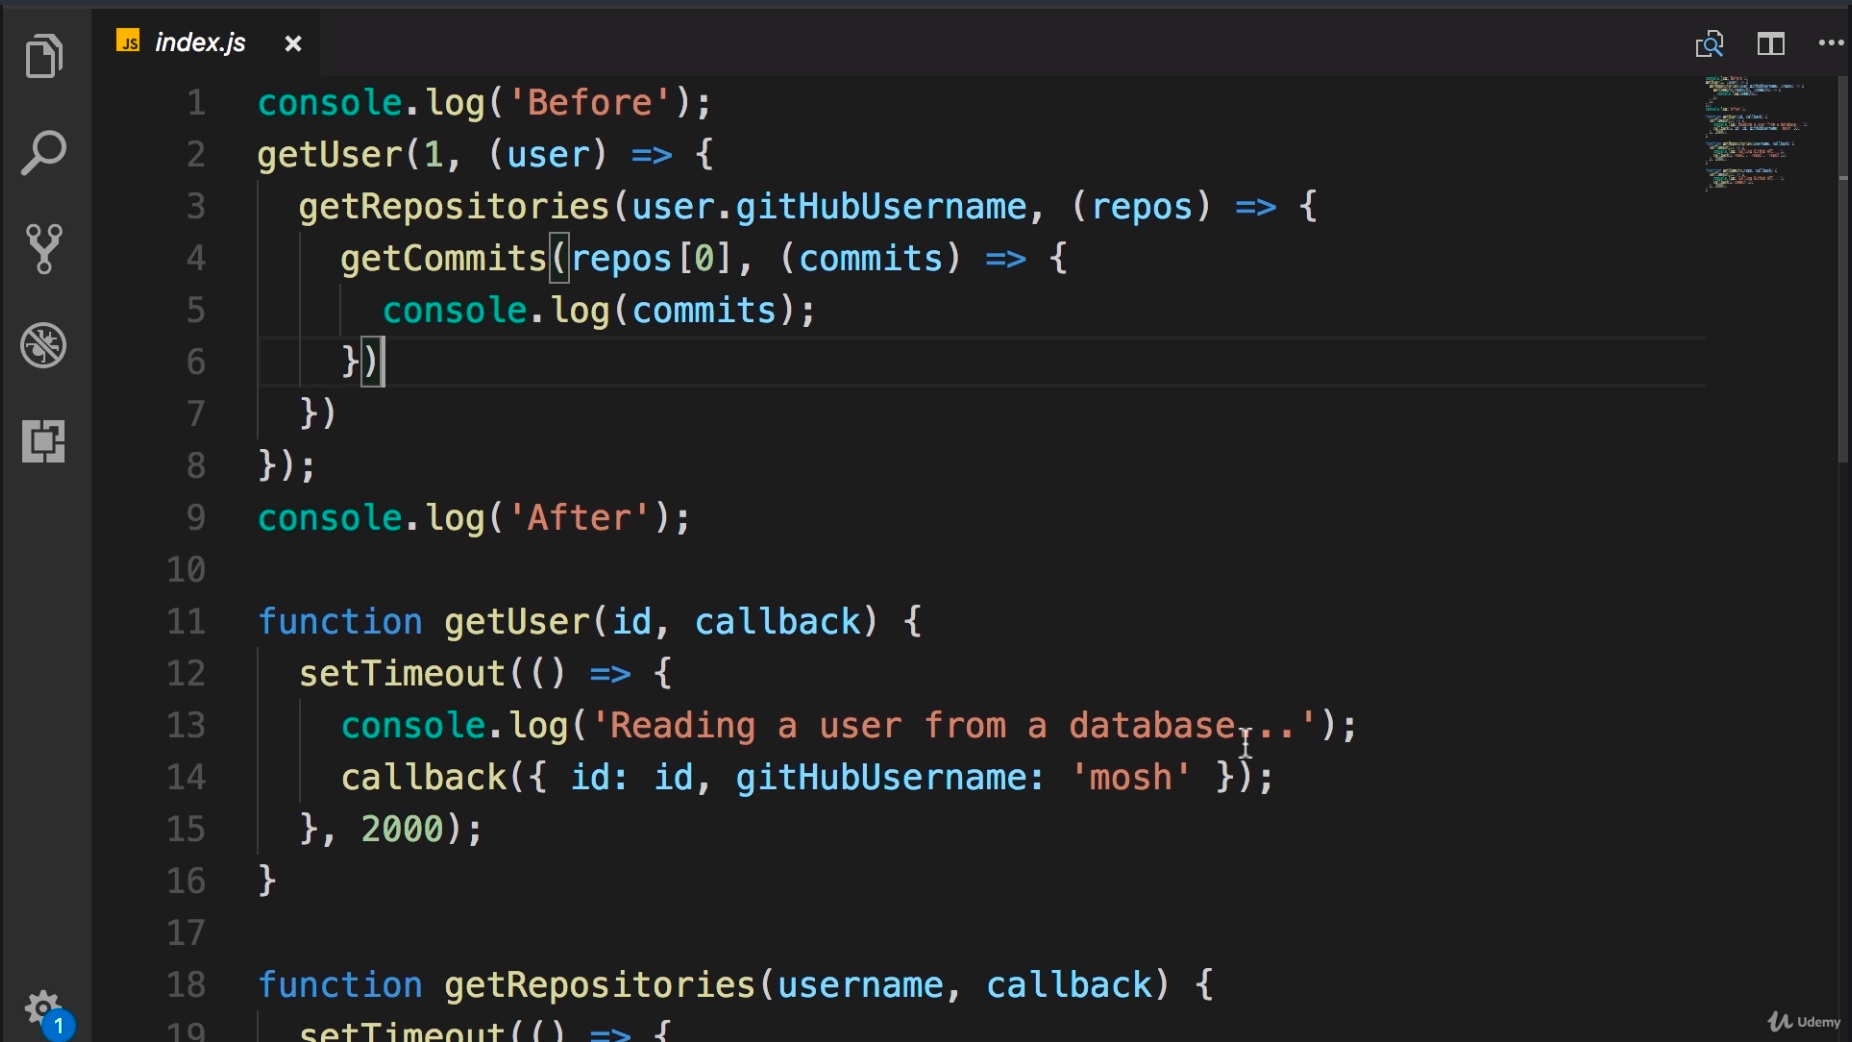 JS index.js ×
1 console.log('Before');
2 getUser(1, (user) => {
3 getRepositories(user.gitHubUsername, (repos) => {
4 getCommits(repos[0], (commits) => {
5 console.log(commits);
6 })
7 })
8 });
9 console.log('After');
10
11 function getUser(id, callback) {
12 setTimeout(() => {
13 console.log('Reading a user from a database...');
14 callback({ id: id, gitHubUsername: 'mosh' });
15 }, 2000);
16 }
17
18 function getRepositories(username, callback) {
19 setTimeout(() => {
1
Udemy